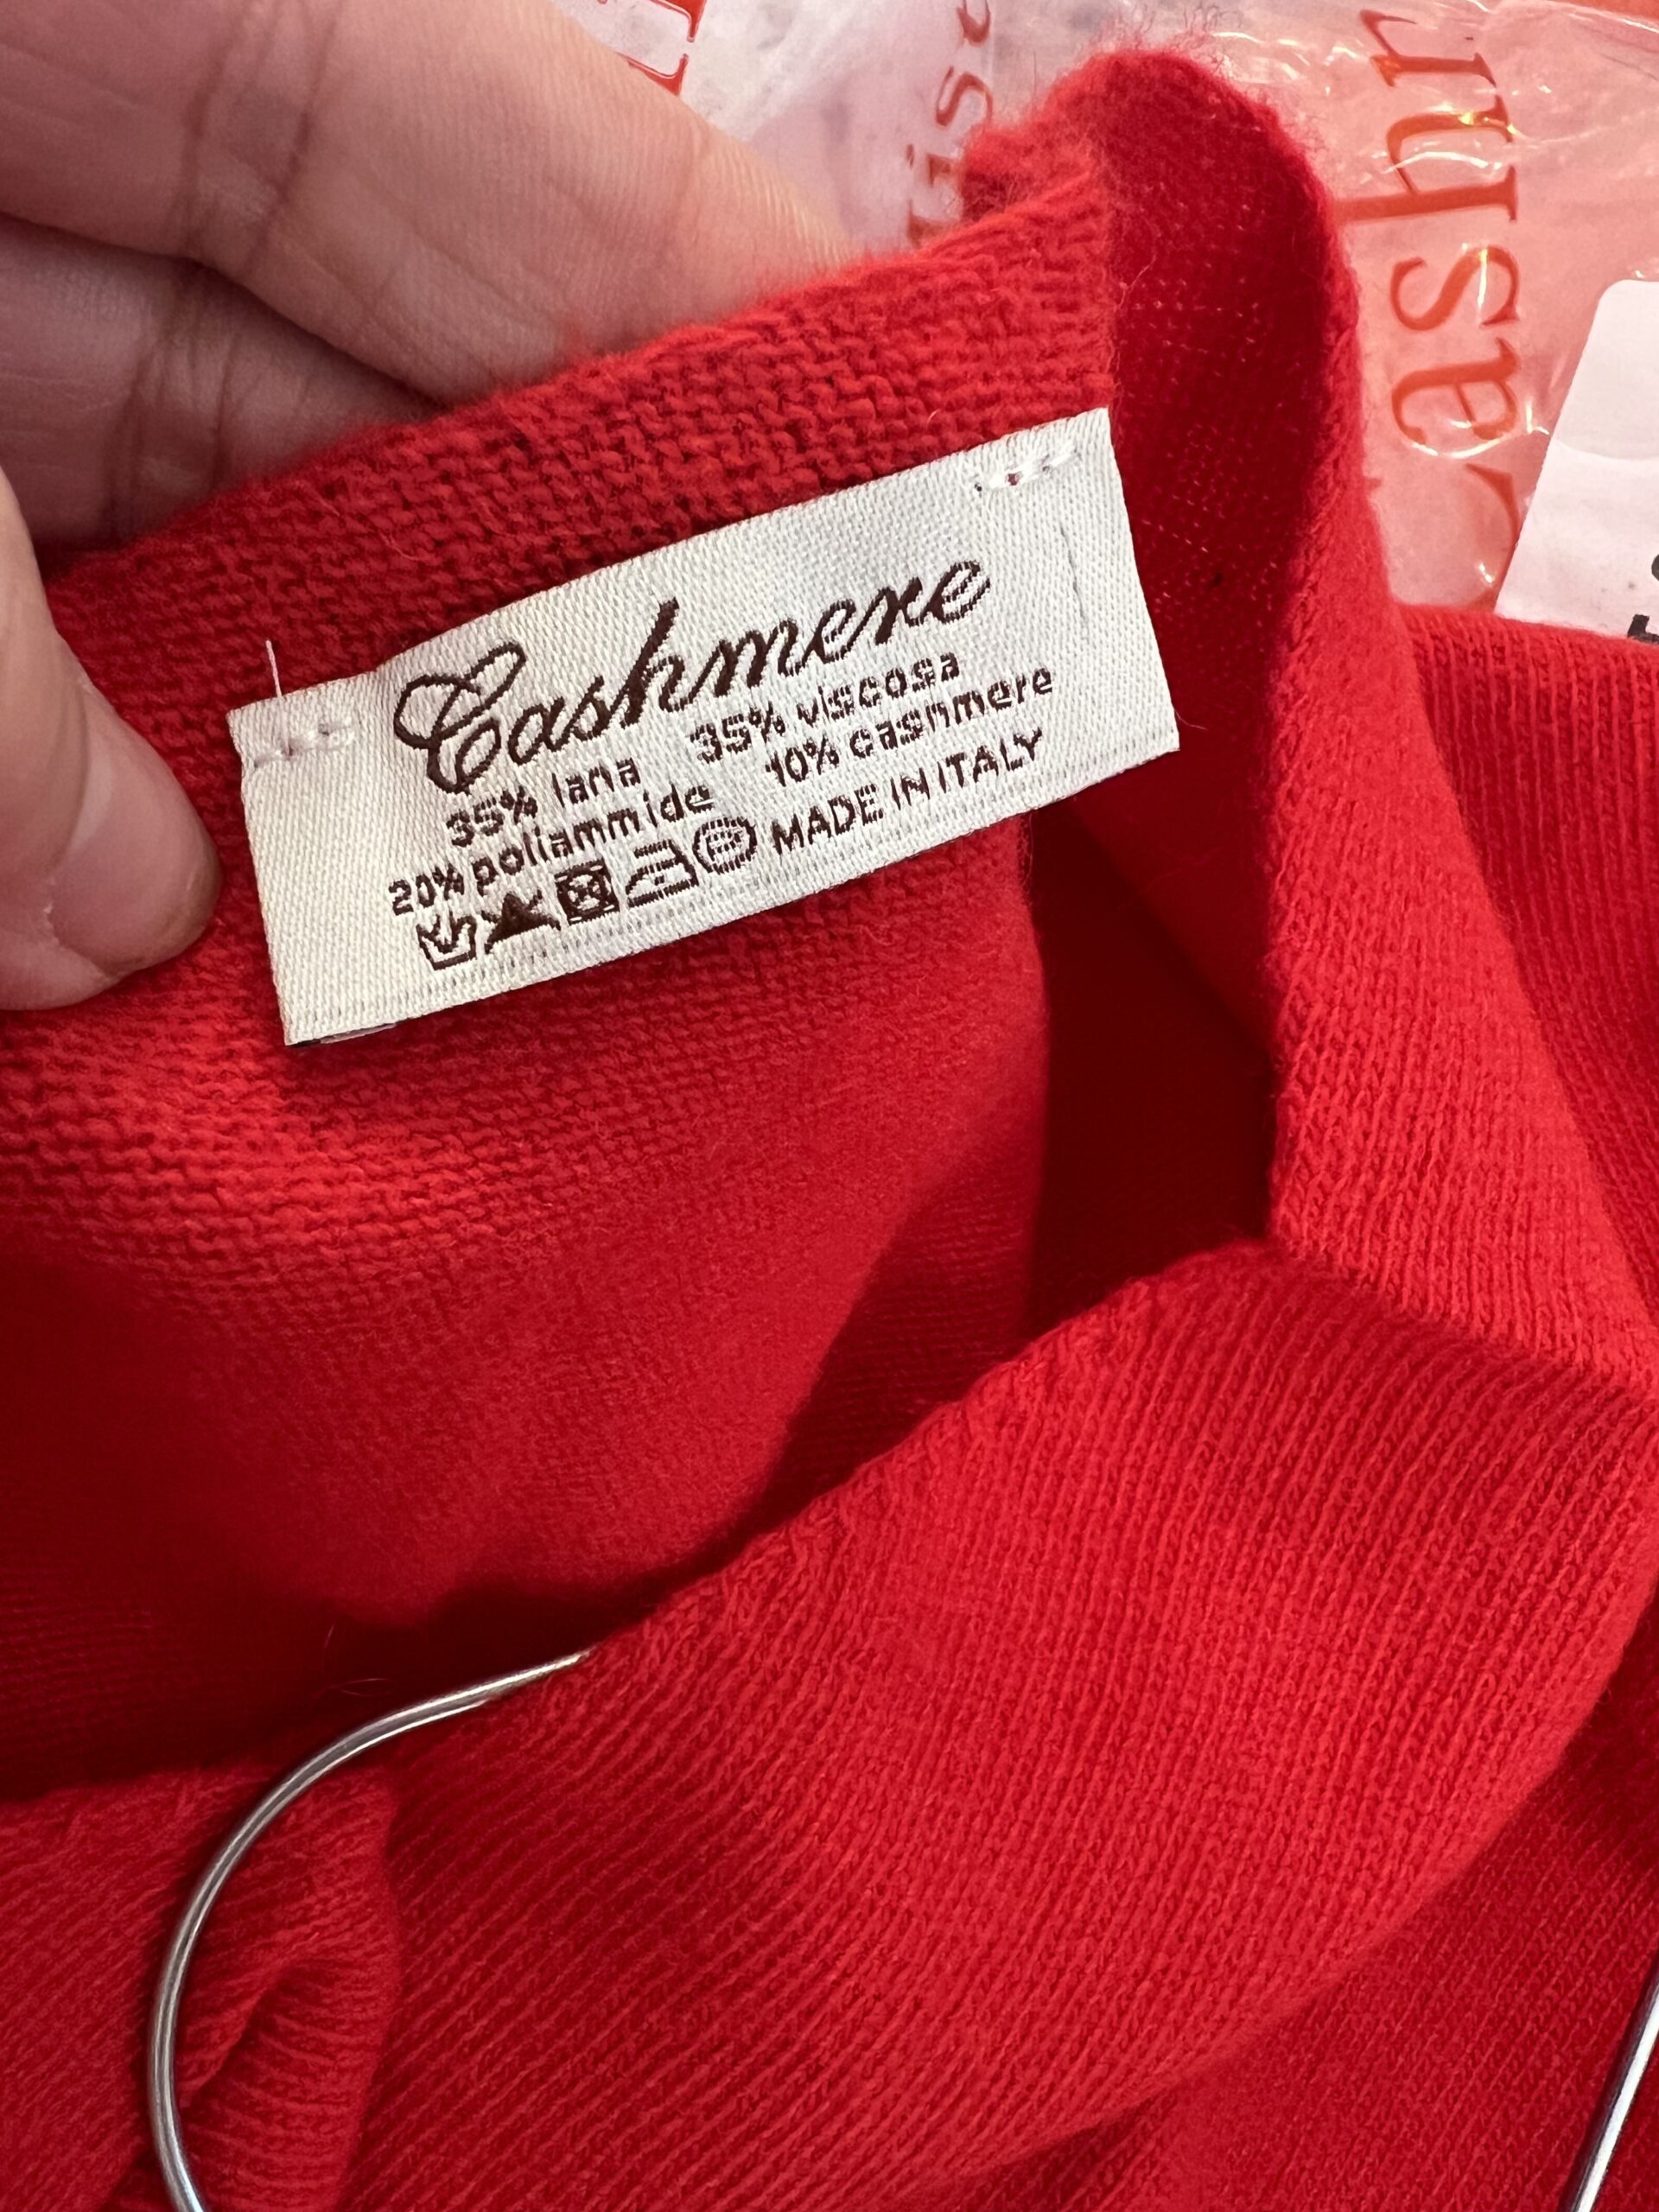 Cashmere
35% lana 35% viscosa
20% poliammide 10% cashmere
MADE IN ITALY